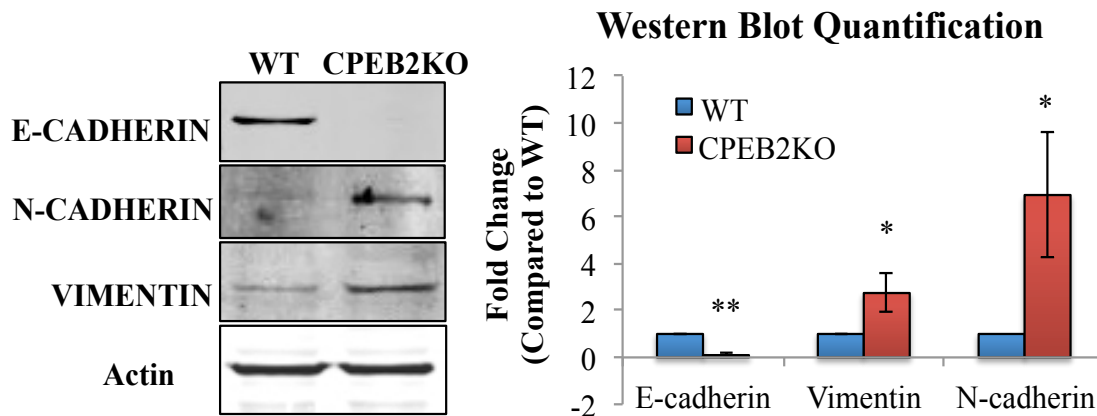 WT CPEB2KO
E-CADHERIN
N-CADHERIN
VIMENTIN
Actin
Western Blot Quantification
Fold Change
(Compared to WT)
12
10
8
6
4
2
0
-2
WT
CPEB2KO
**
*
*
E-cadherin Vimentin N-cadherin